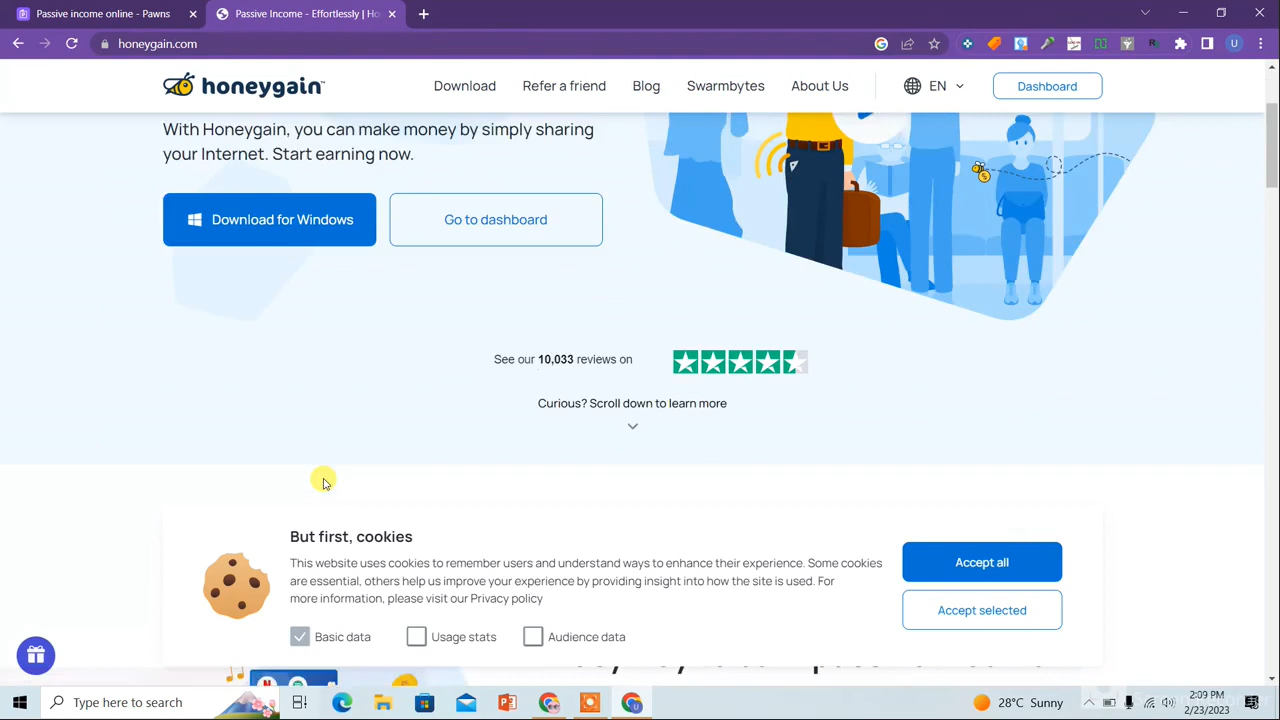 Passive income online - Pawns
Passive Income - Effortlessly | Ho
honeygain.com
U
honeygain™
Download
Refer a friend
Blog
Swarmbytes
About Us
EN
Dashboard
With Honeygain, you can make money by simply sharing
your Internet. Start earning now.
Download for Windows
Go to dashboard
See our 10,033 reviews on
Curious? Scroll down to learn more
But first, cookies
This website uses cookies to remember users and understand ways to enhance their experience. Some cookies
are essential, others help us improve your experience by providing insight into how the site is used. For
more information, please visit our Privacy policy
Basic data
Usage stats
Audience data
Accept all
Accept selected
Type here to search
28°C Sunny
2:09 PM
2/23/2023